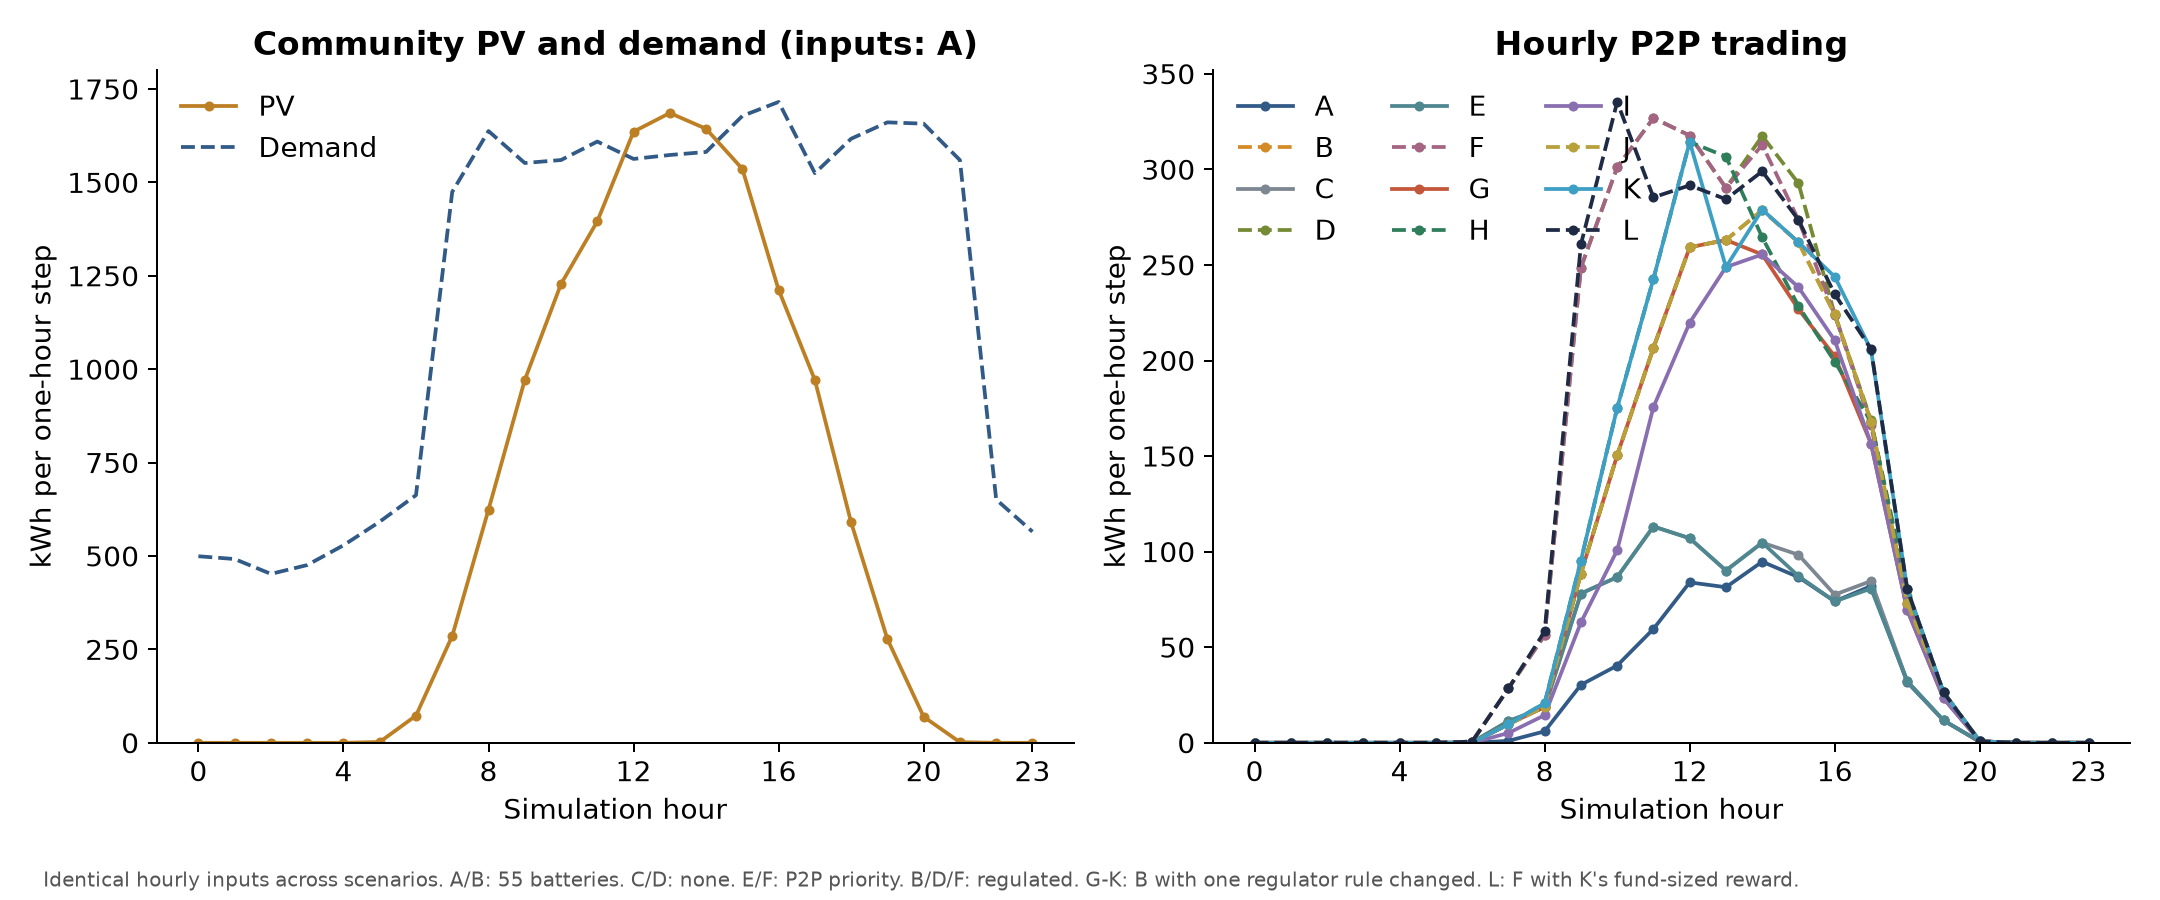 Community PV and demand (inputs: A)
kWh per one-hour step
1750
1500
1250
1000
750
500
250
0
PV
Demand
0 4 8 12 16 20 23
Simulation hour
Hourly P2P trading
kWh per one-hour step
350
300
250
200
150
100
50
0
A E I
B F J
C G K
D H L
0 4 8 12 16 20 23
Simulation hour
Identical hourly inputs across scenarios. A/B: 55 batteries. C/D: none. E/F: P2P priority. B/D/F: regulated. G-K: B with one regulator rule changed. L: F with K's fund-sized reward.